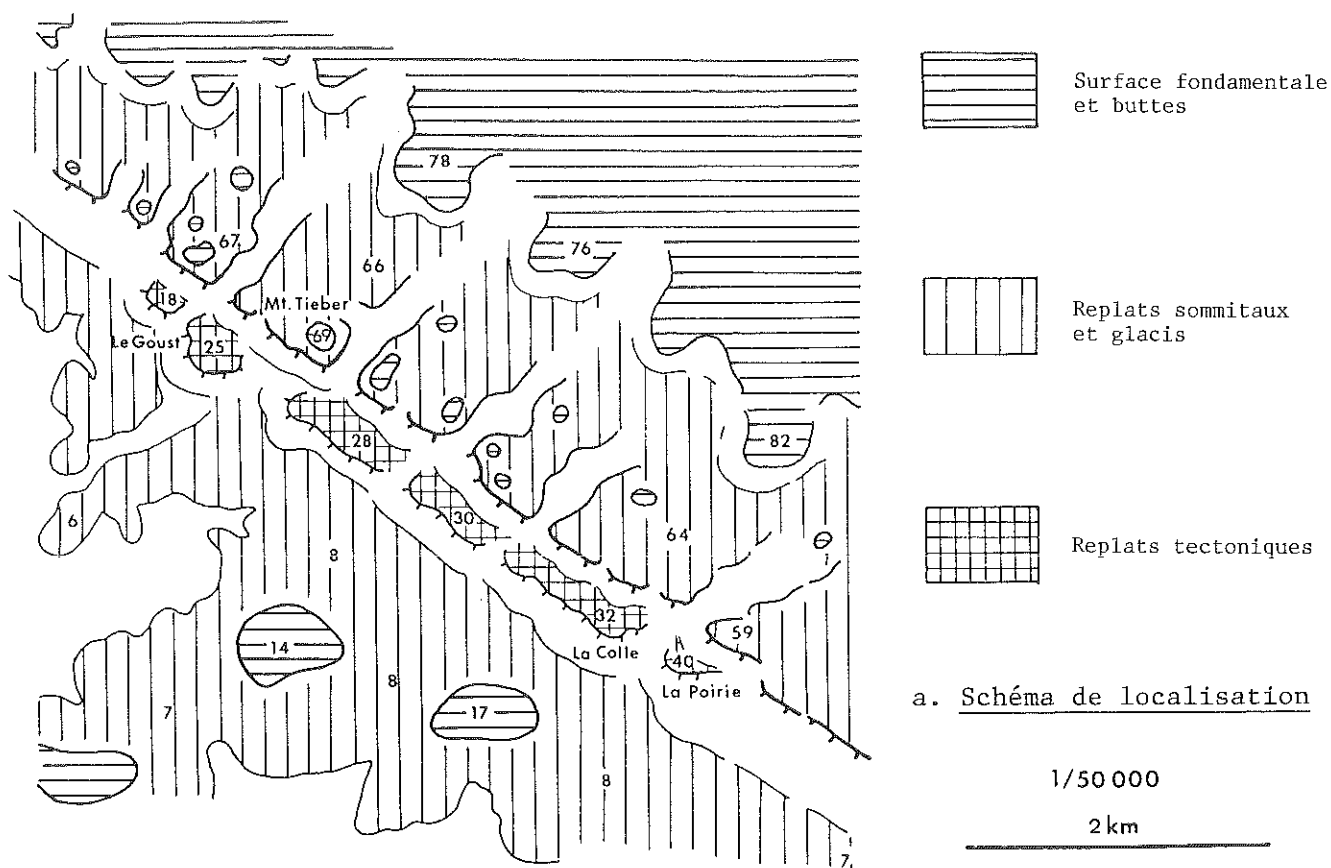 Surface fondamentale
et buttes
78
76
67
66
18
Mt. Tieber
69
Replats sommitaux
et glacis
Le Goust
25
28
82
6
30
64
8
Replats tectoniques
32
59
14
La Colle
40
La Poirie
8
7
17
a. Schéma de localisation
8
1/50 000
2 km
7